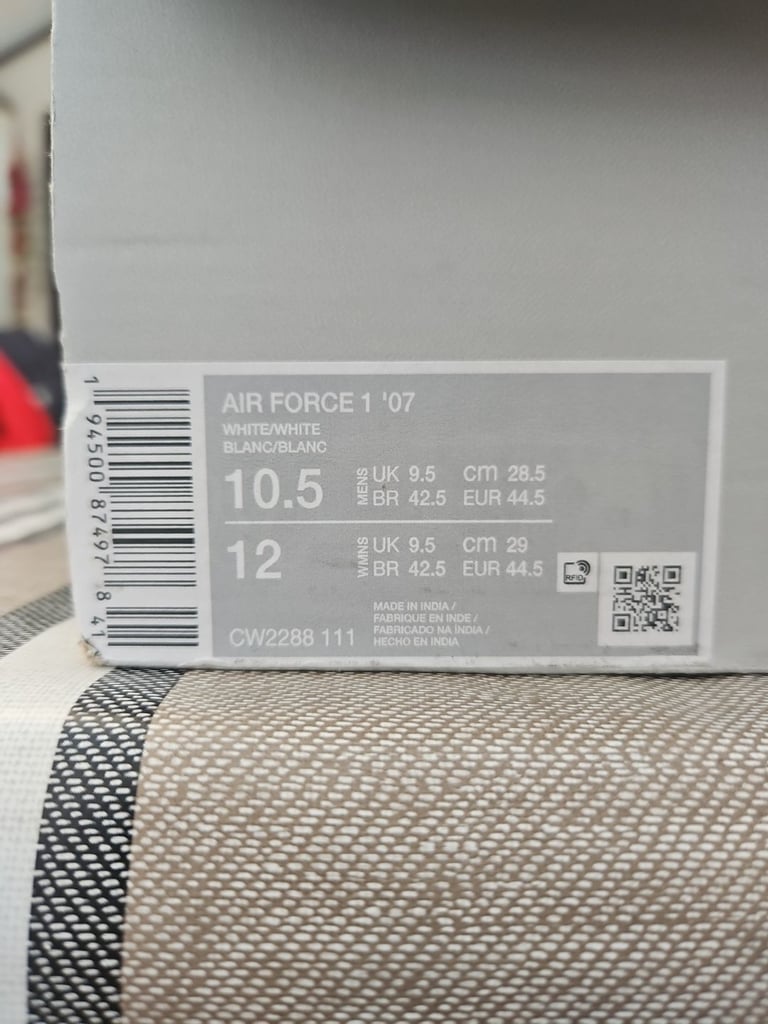 AIR FORCE 1 '07
WHITE/WHITE
BLANC/BLANC
10.5 MENS UK 9.5 cm 28.5
BR 42.5 EUR 44.5
12 WMNS UK 9.5 cm 29
BR 42.5 EUR 44.5
RFID
CW2288 111
MADE IN INDIA /
FABRIQUE EN INDE /
FABRICADO NA ÍNDIA /
HECHO EN INDIA
1 94500 87497 8 41